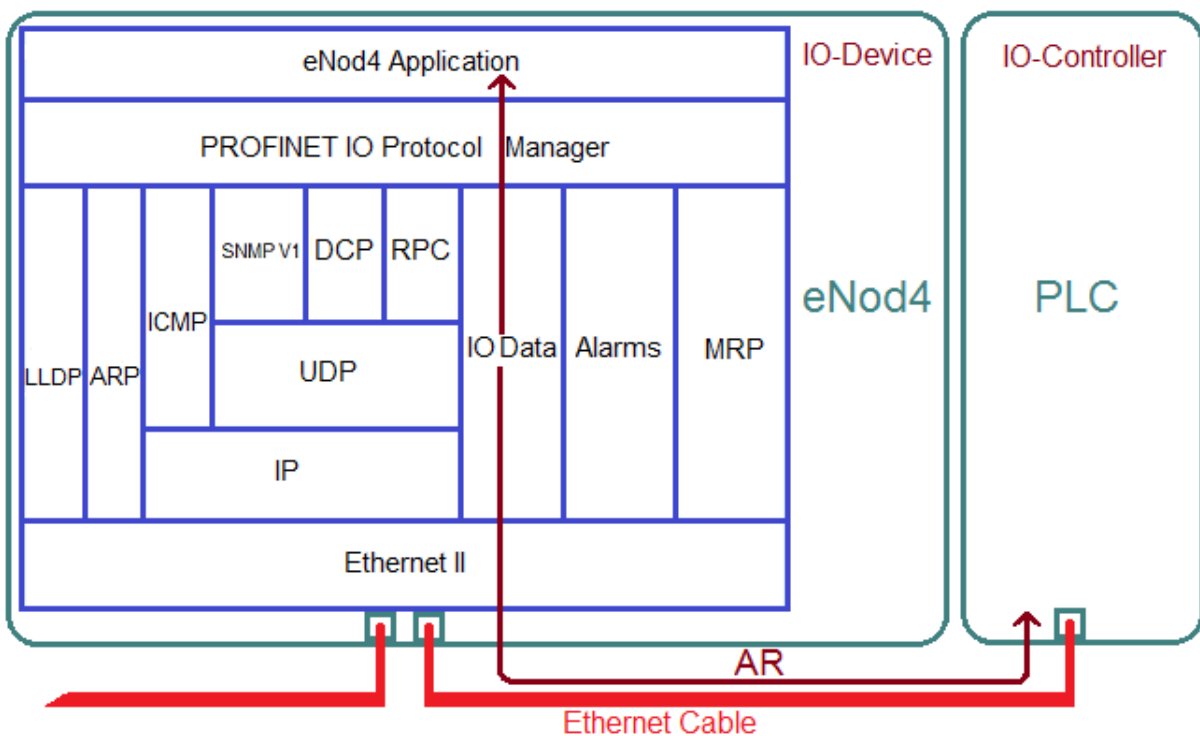 eNod4 Application
IO-Device
IO-Controller
PROFINET IO Protocol Manager
SNMP V1
DCP
RPC
eNod4
PLC
ICMP
IO Data
Alarms
MRP
LLDP
ARP
UDP
IP
Ethernet II
AR
Ethernet Cable